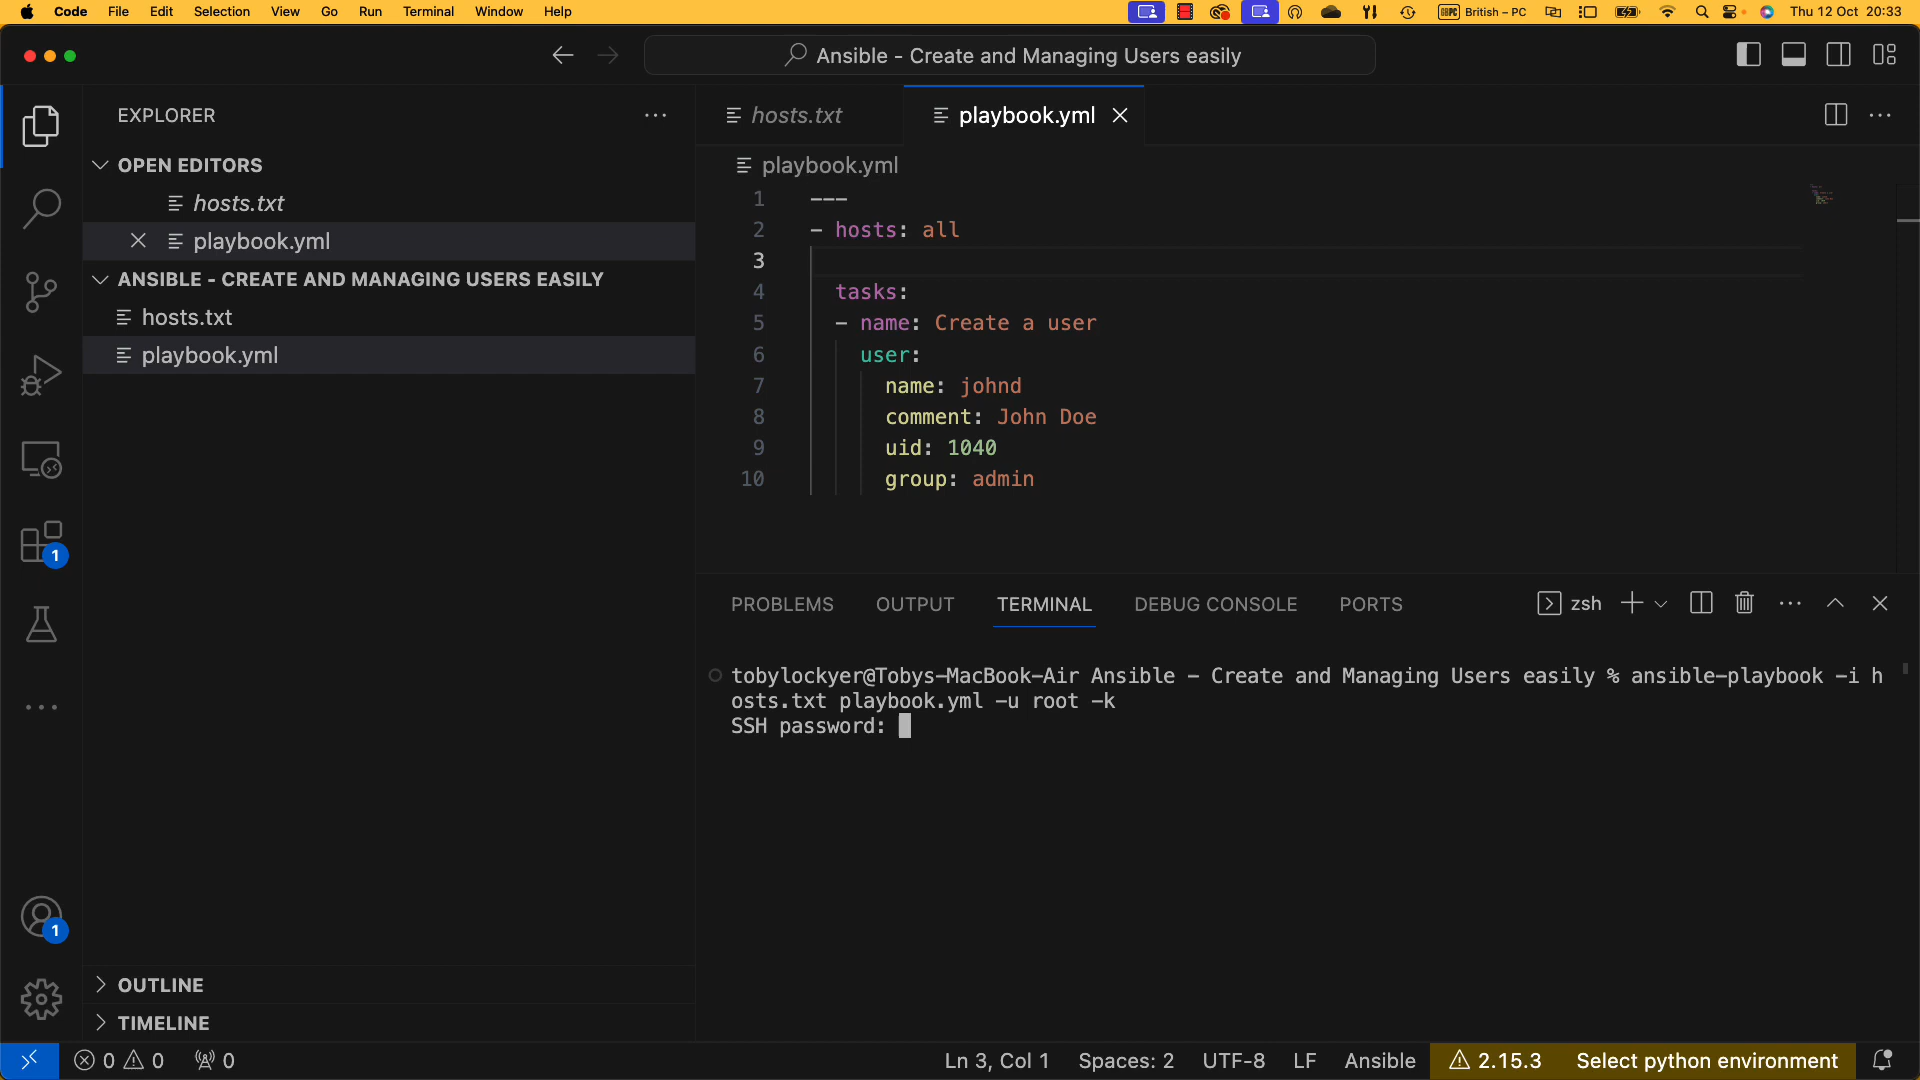 Code File Edit Selection View Go Run Terminal Window Help
British – PC
Thu 12 Oct 20:33
Ansible - Create and Managing Users easily
EXPLORER
OPEN EDITORS
hosts.txt
playbook.yml
ANSIBLE - CREATE AND MANAGING USERS EASILY
hosts.txt
playbook.yml
1
1
OUTLINE
TIMELINE
hosts.txt
playbook.yml
playbook.yml
1 ---
2 - hosts: all
3
4 tasks:
5 - name: Create a user
6 user:
7 name: johnd
8 comment: John Doe
9 uid: 1040
10 group: admin
PROBLEMS OUTPUT TERMINAL DEBUG CONSOLE PORTS
zsh
tobylockyer@Tobys-MacBook-Air Ansible - Create and Managing Users easily % ansible-playbook -i h
osts.txt playbook.yml -u root -k
SSH password:
0 0 0
Ln 3, Col 1 Spaces: 2 UTF-8 LF Ansible 2.15.3 Select python environment